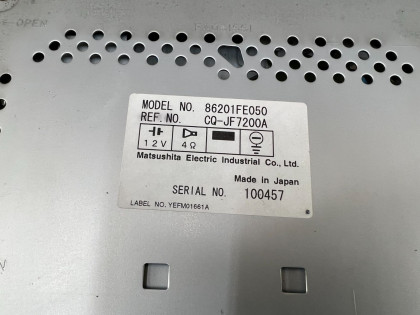 OPEN
MODEL NO. 86201FE050
REF. NO. CQ-JF7200A
12V 4Ω
Matsushita Electric Industrial Co., Ltd.
Made in Japan
SERIAL NO. 100457
LABEL NO. YEFM01661A